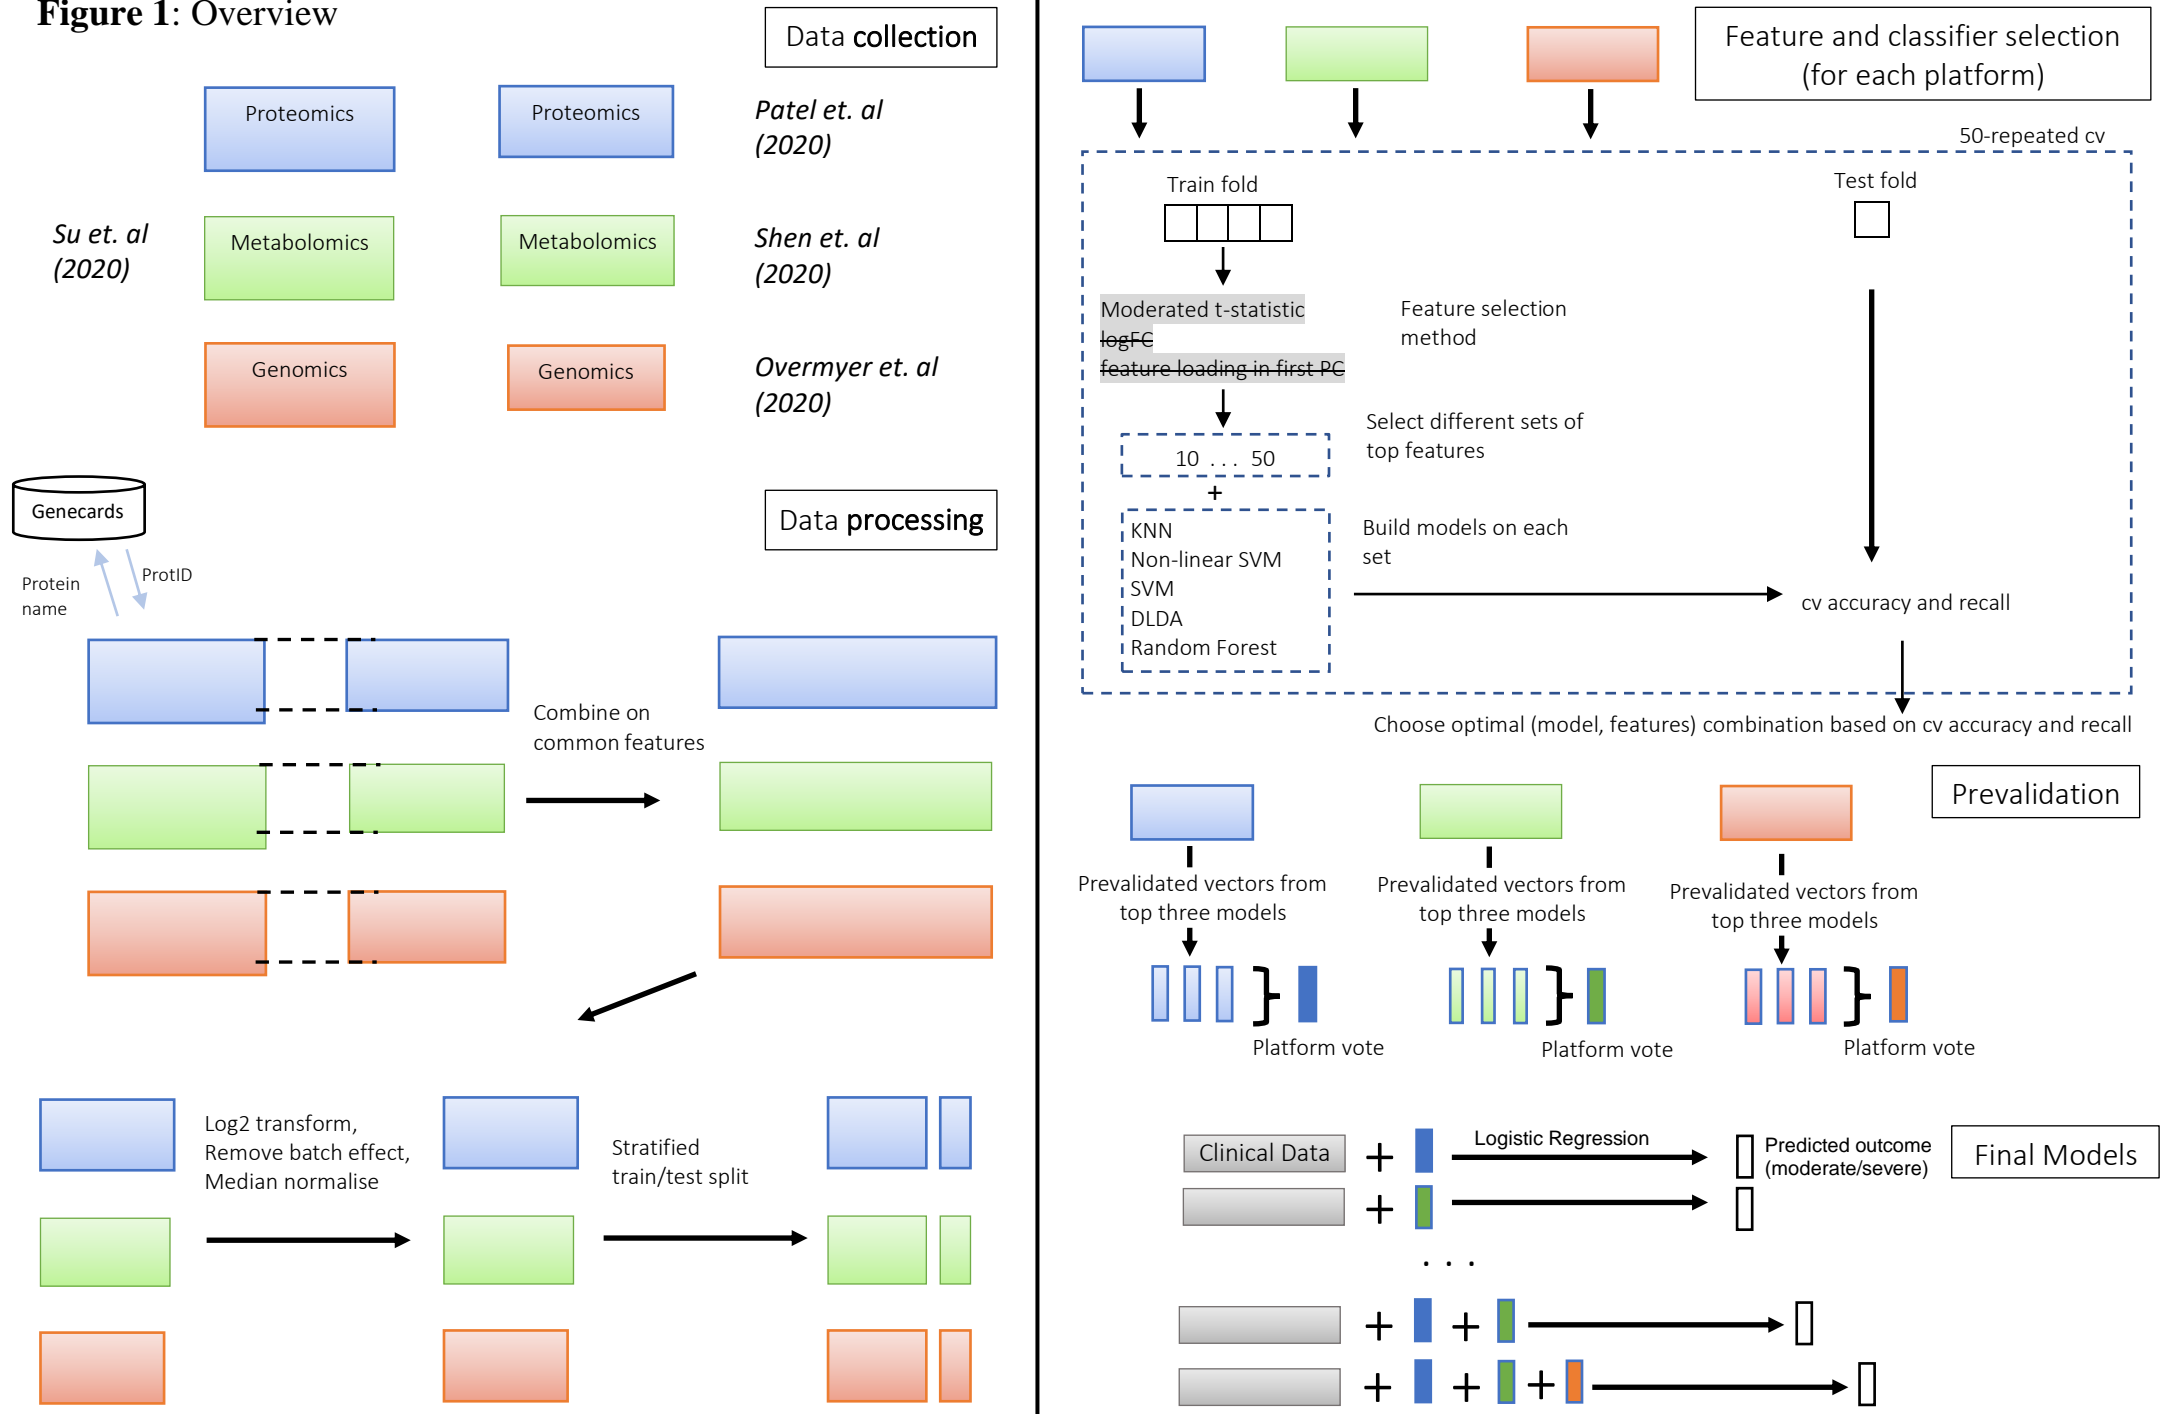 Figure 1: Overview
Data collection
Proteomics
Proteomics
Patel et. al
(2020)
Su et. al
(2020)
Metabolomics
Metabolomics
Shen et. al
(2020)
Genomics
Genomics
Overmyer et. al
(2020)
Genecards
Data processing
Protein
name
ProtID
Combine on
common features
Log2 transform,
Remove batch effect,
Median normalise
Stratified
train/test split
Feature and classifier selection
(for each platform)
50-repeated cv
Train fold
Test fold
Moderated t-statistic
logFC
feature loading in first PC
Feature selection
method
Select different sets of
top features
10 . . . 50
+
KNN
Non-linear SVM
SVM
DLDA
Random Forest
Build models on each
set
cv accuracy and recall
Choose optimal (model, features) combination based on cv accuracy and recall
Prevalidation
Prevalidated vectors from
top three models
Prevalidated vectors from
top three models
Prevalidated vectors from
top three models
Platform vote
Platform vote
Platform vote
Clinical Data
+
Logistic Regression
Predicted outcome
(moderate/severe)
Final Models
+
. . .
+ +
+ + +